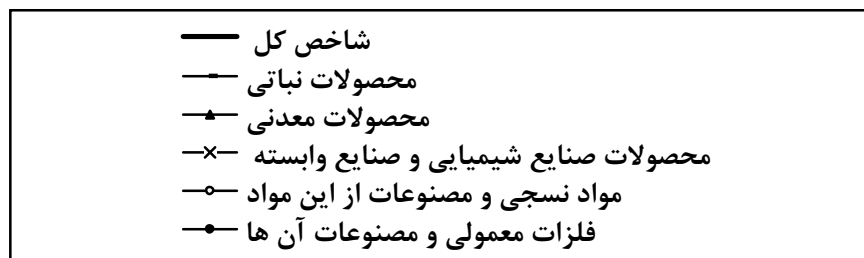 شاخص کل
محصولات نباتی
محصولات معدنی
محصولات صنایع شیمیایی و صنایع وابسته
مواد نسجی و مصنوعات از این مواد
فلزات معمولی و مصنوعات آن ها